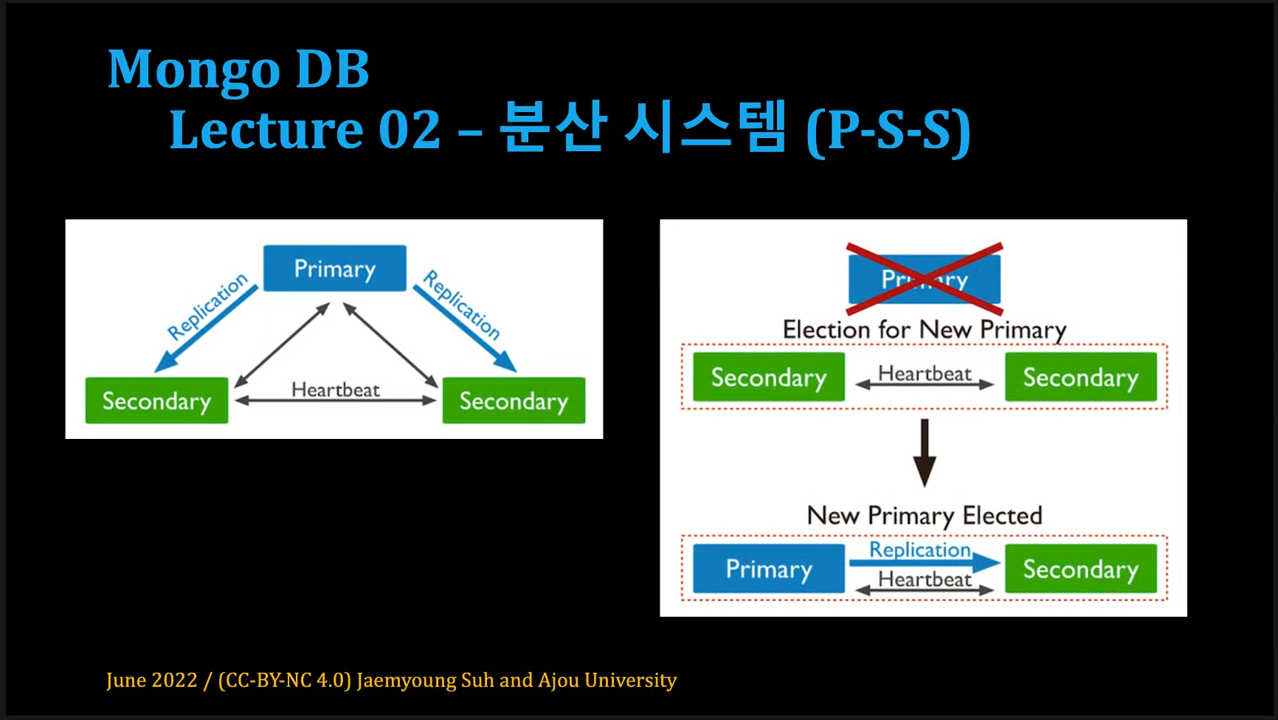 Mongo DB
Lecture 02 – 분산 시스템 (P-S-S)
Primary
Replication
Replication
Heartbeat
Secondary
Secondary
Primary
Election for New Primary
Secondary
Heartbeat
Secondary
New Primary Elected
Primary
Replication
Heartbeat
Secondary
June 2022 / (CC-BY-NC 4.0) Jaemyoung Suh and Ajou University